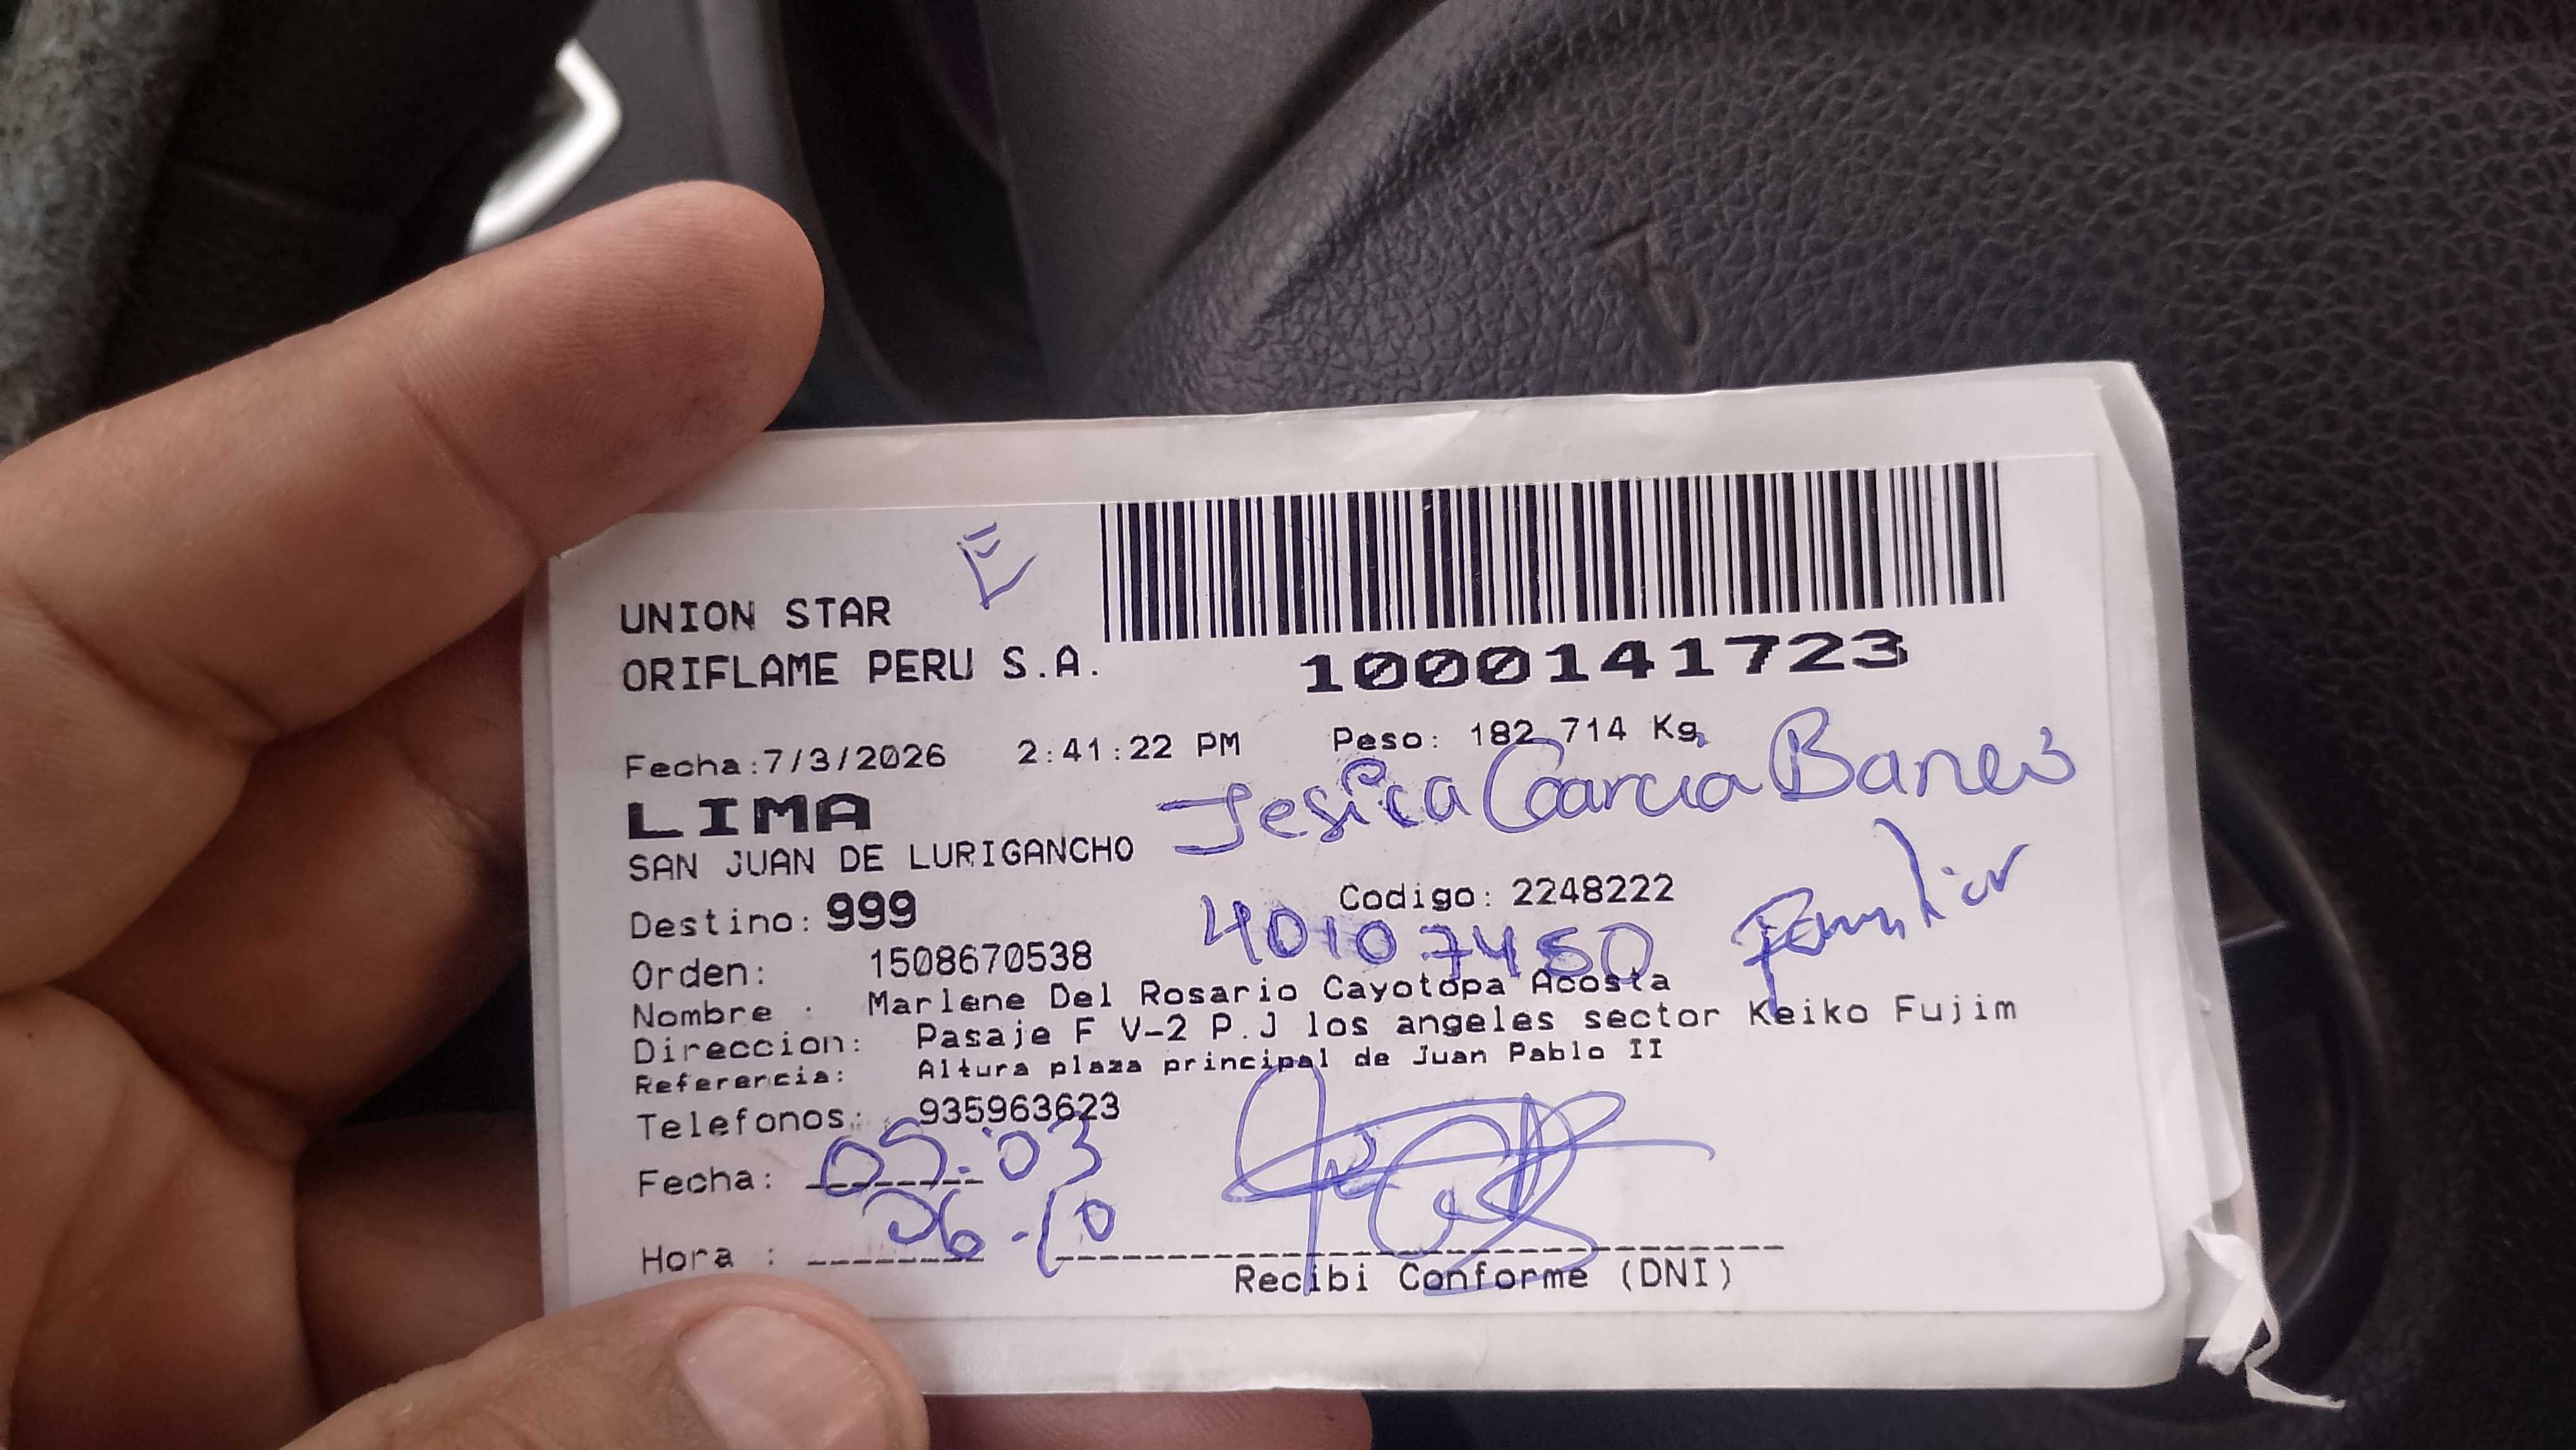 E
UNION STAR
ORIFLAME PERU S.A.
1000141723
Fecha:7/3/2026 2:41:22 PM Peso: 182,714 Kg.
LIMA
Jesica Garcia Banes
SAN JUAN DE LURIGANCHO
Codigo: 2248222
Familiar
Destino: 999
40107450
Orden: 1508670538
Nombre : Marlene Del Rosario Cayotopa Acosta
Direccion: Pasaje F V-2 P.J los angeles sector Keiko Fujim
Referencia: Altura plaza principal de Juan Pablo II
Telefonos: 935963623
Fecha: 09.03
Hora : 06.10
Recibi Conforme (DNI)